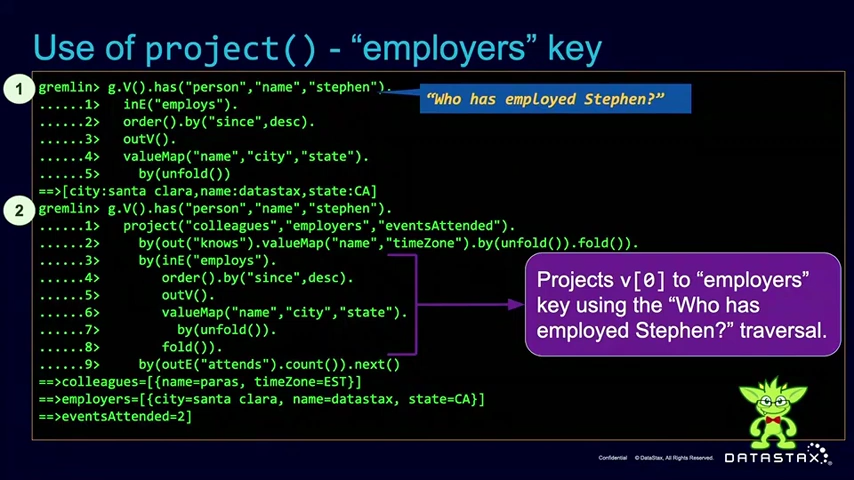 Use of project() - “employers” key
1
gremlin> g.V().has("person","name","stephen").
......1> inE("employs").
......2> order().by("since",desc).
......3> outV().
......4> valueMap("name","city","state").
......5> by(unfold())
==>[city:santa clara,name:datastax,state:CA]
“Who has employed Stephen?”
2
gremlin> g.V().has("person","name","stephen").
......1> project("colleagues","employers","eventsAttended").
......2> by(out("knows").valueMap("name","timeZone").by(unfold()).fold()).
......3> by(inE("employs").
......4> order().by("since",desc).
......5> outV().
......6> valueMap("name","city","state").
......7> by(unfold()).
......8> fold()).
......9> by(outE("attends").count()).next()
==>colleagues=[{name=paras, timeZone=EST}]
==>employers=[{city=santa clara, name=datastax, state=CA}]
==>eventsAttended=2]
Projects v[0] to “employers”
key using the “Who has
employed Stephen?” traversal.
Confidential © DataStax, All Rights Reserved.
DATASTAX